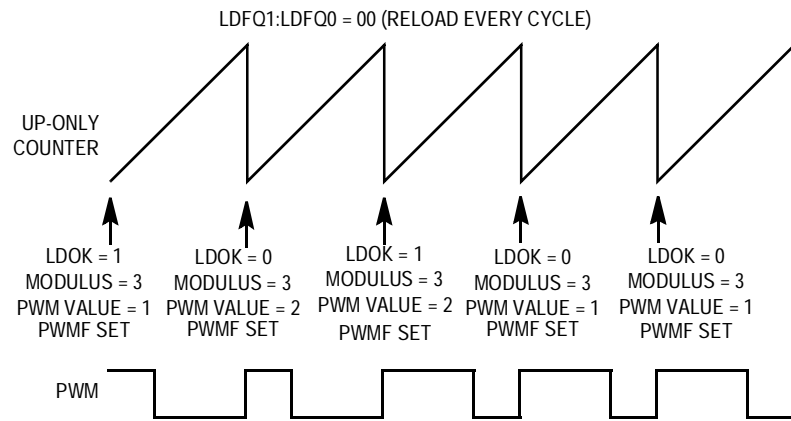 LDFQ1:LDFQ0 = 00 (RELOAD EVERY CYCLE)
UP-ONLY
COUNTER
LDOK = 1
MODULUS = 3
PWM VALUE = 1
PWMF SET
LDOK = 0
MODULUS = 3
PWM VALUE = 2
PWMF SET
LDOK = 1
MODULUS = 3
PWM VALUE = 2
PWMF SET
LDOK = 0
MODULUS = 3
PWM VALUE = 1
PWMF SET
LDOK = 0
MODULUS = 3
PWM VALUE = 1
PWMF SET
PWM